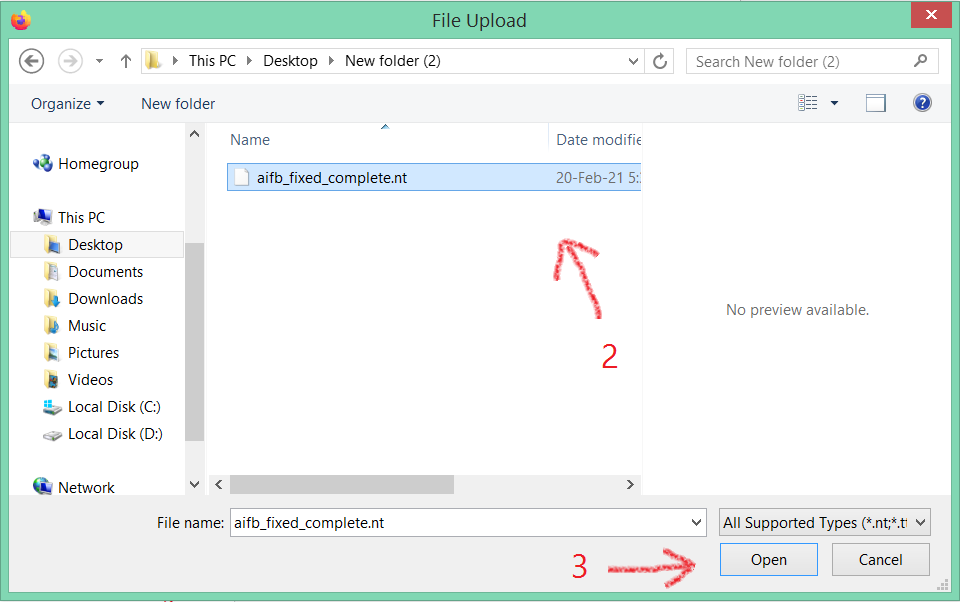 File Upload
This PC
Desktop
New folder (2)
Search New folder (2)
Organize
New folder
Name
Date modifie
Homegroup
aifb_fixed_complete.nt
20-Feb-21 5:
This PC
Desktop
Documents
Downloads
Music
Pictures
Videos
Local Disk (C:)
Local Disk (D:)
Network
No preview available.
2
File name:
aifb_fixed_complete.nt
All Supported Types (*.nt;*.tt
3
Open
Cancel